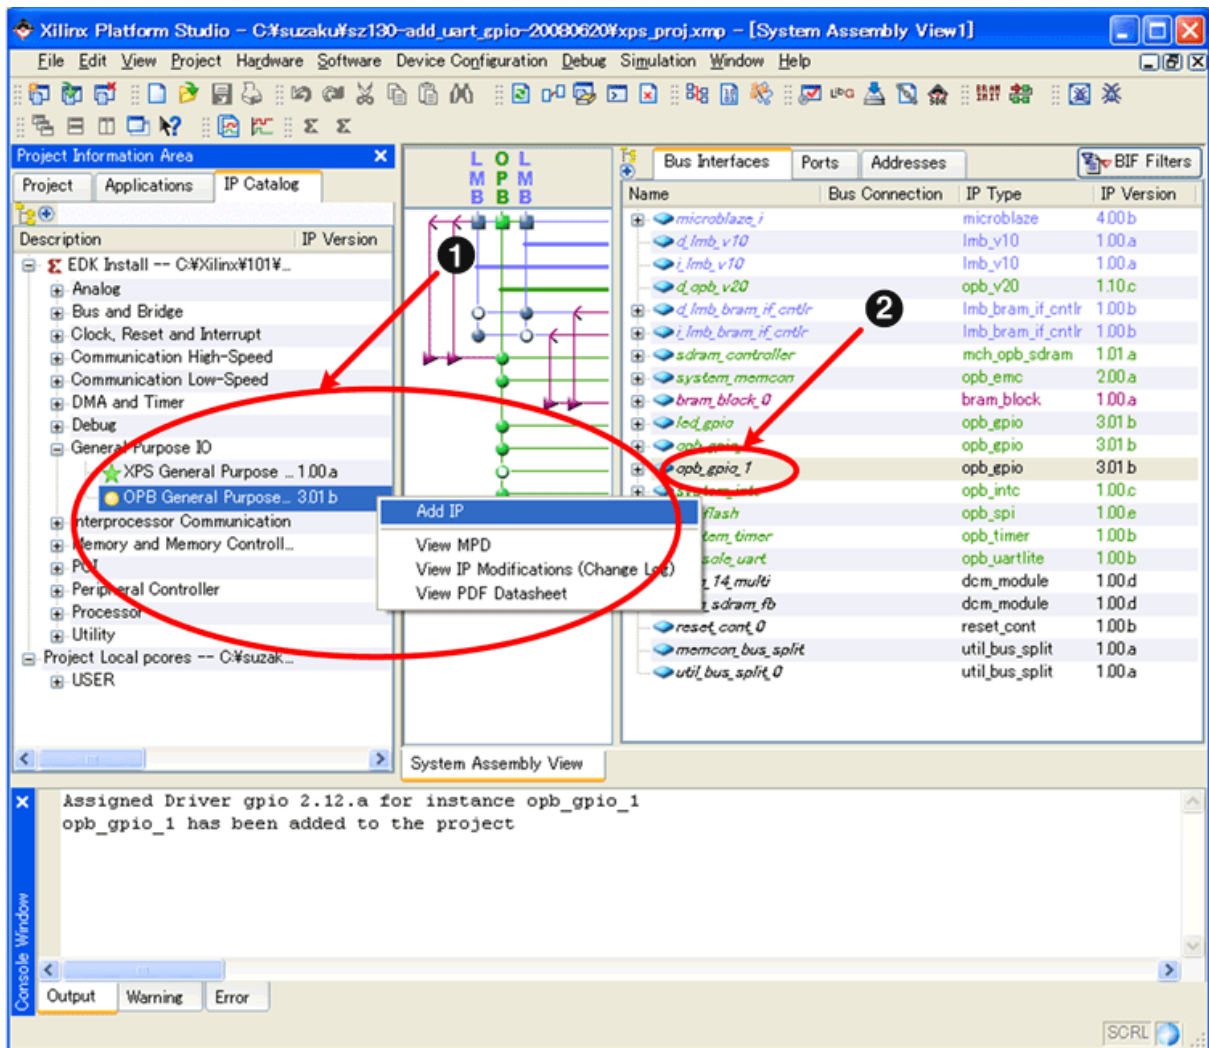 Xilinx Platform Studio - C:¥suzaku¥sz130-add_uart_gpio-20080620¥xps_proj.xmp - [System Assembly View1]
File Edit View Project Hardware Software Device Configuration Debug Simulation Window Help
Project Information Area
Project Applications IP Catalog
Description IP Version
EDK Install -- C:¥Xilinx¥101¥...
Analog
Bus and Bridge
Clock, Reset and Interrupt
Communication High-Speed
Communication Low-Speed
DMA and Timer
Debug
General Purpose IO
XPS General Purpose ... 1.00.a
OPB General Purpose... 3.01.b
Interprocessor Communication
Memory and Memory Controll...
PCI
Peripheral Controller
Processor
Utility
Project Local pcores -- C:¥suzak...
USER
1
Add IP
View MPD
View IP Modifications (Change Log)
View PDF Datasheet
L O L
M P M
B B B
System Assembly View
Bus Interfaces Ports Addresses BIF Filters
Name Bus Connection IP Type IP Version
microblaze_i microblaze 4.00.b
d_lmb_v10 lmb_v10 1.00.a
i_lmb_v10 lmb_v10 1.00.a
d_opb_v20 opb_v20 1.10.c
d_lmb_bram_if_cntlr lmb_bram_if_cntlr 1.00.b
i_lmb_bram_if_cntlr lmb_bram_if_cntlr 1.00.b
sdram_controller mch_opb_sdram 1.01.a
system_memcon opb_emc 2.00.a
bram_block_0 bram_block 1.00.a
led_gpio opb_gpio 3.01.b
opb_gpio_ opb_gpio 3.01.b
opb_gpio_1 opb_gpio 3.01.b
system_intc opb_intc 1.00.c
flash opb_spi 1.00.e
tem_timer opb_timer 1.00.b
sole_uart opb_uartlite 1.00.b
_14_multi dcm_module 1.00.d
_sdram_fb dcm_module 1.00.d
reset_cont_0 reset_cont 1.00.b
memcon_bus_split util_bus_split 1.00.a
util_bus_split_0 util_bus_split 1.00.a
2
Assigned Driver gpio 2.12.a for instance opb_gpio_1
opb_gpio_1 has been added to the project
Console Window
Output Warning Error
SCRL